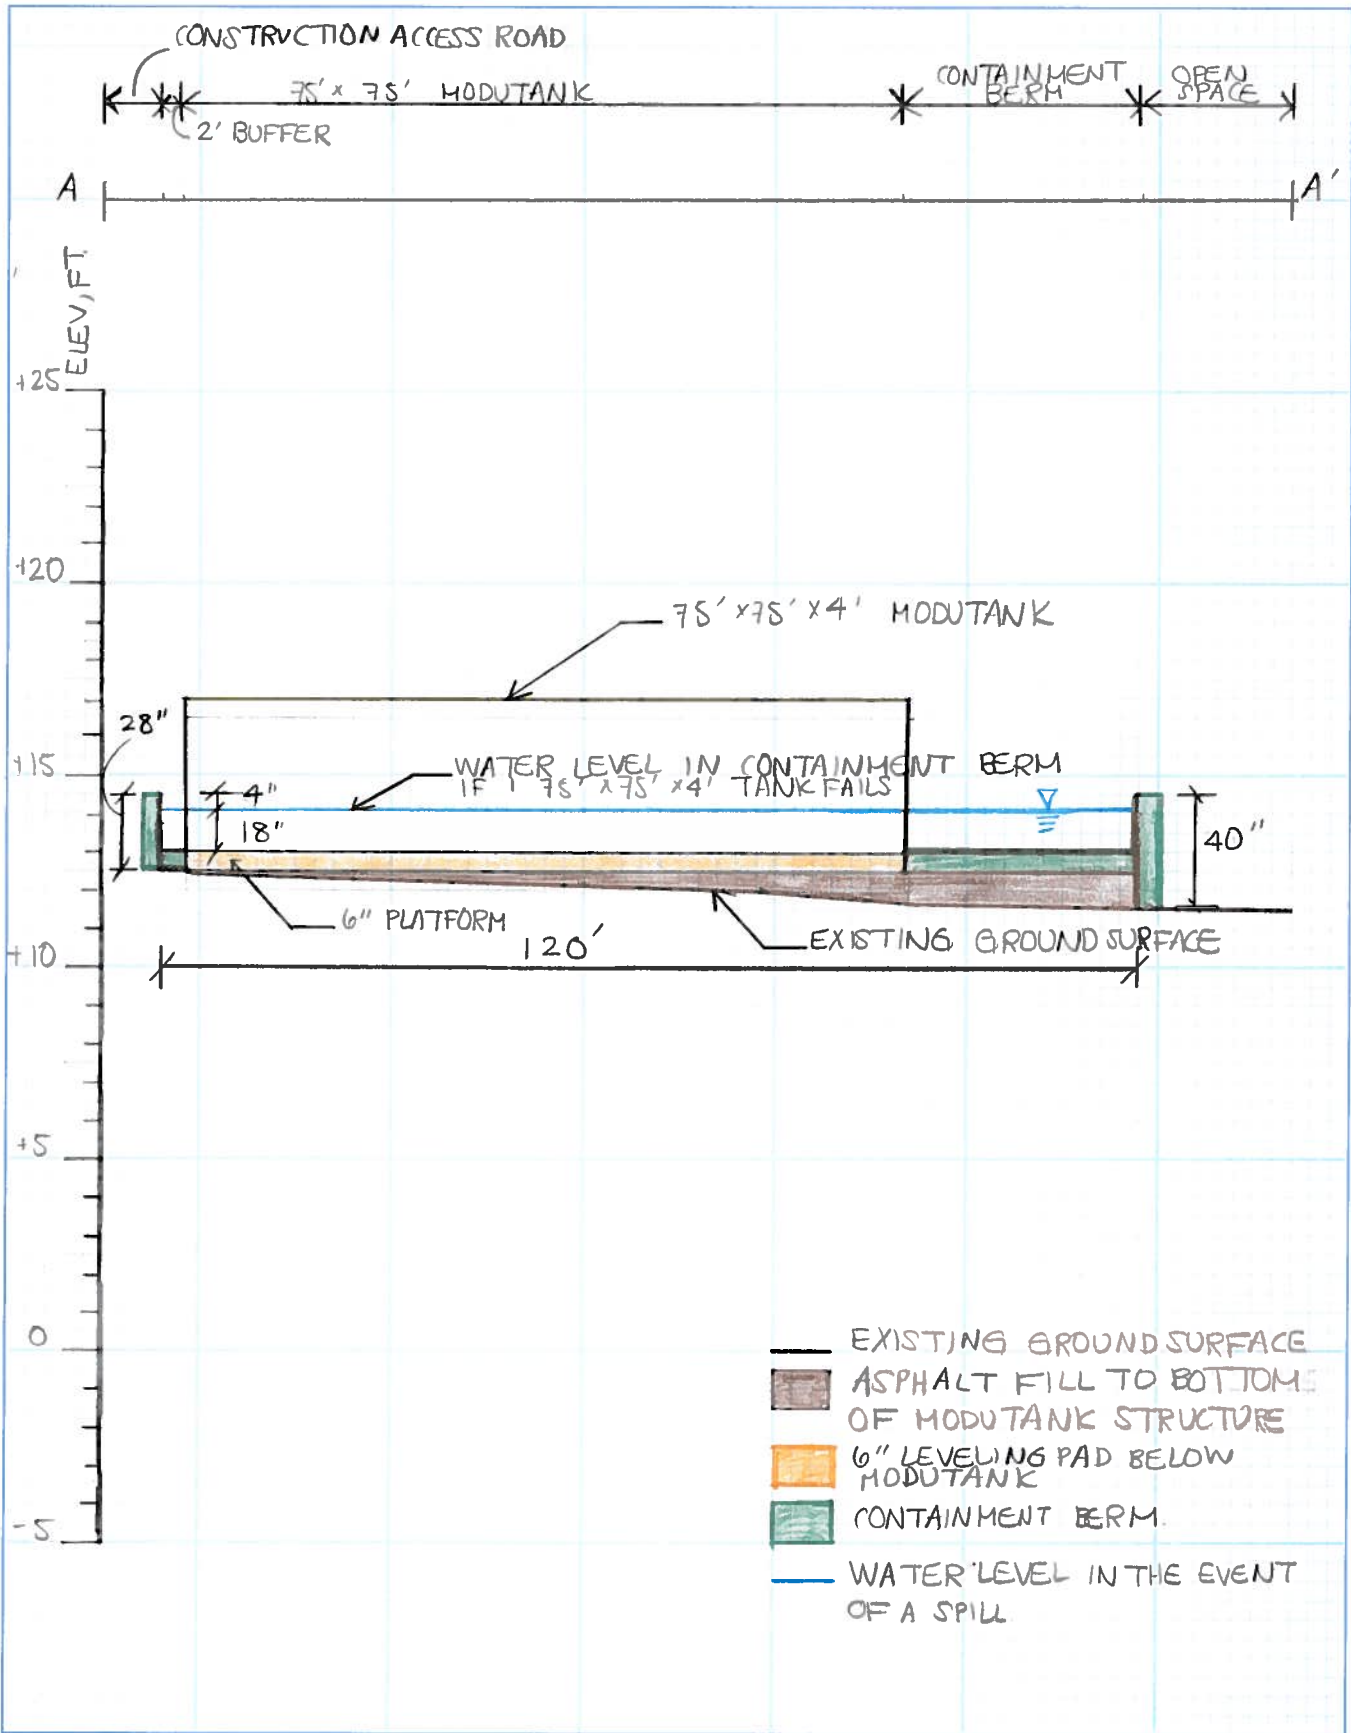 CONSTRUCTION ACCESS ROAD
75' x 75' MODUTANK
CONTAINMENT
BERM
OPEN
SPACE
2' BUFFER
A
A'
ELEV, FT.
+25
+20
75' x 75' x 4' MODUTANK
28"
+15
WATER LEVEL IN CONTAINMENT BERM
IF 1 75' x 75' x 4' TANK FAILS
4"
18"
40"
6" PLATFORM
EXISTING GROUND SURFACE
+10
120'
+5
0
-5
EXISTING GROUND SURFACE
ASPHALT FILL TO BOTTOM
OF MODUTANK STRUCTURE
6" LEVELING PAD BELOW
MODUTANK
CONTAINMENT BERM.
WATER LEVEL IN THE EVENT
OF A SPILL